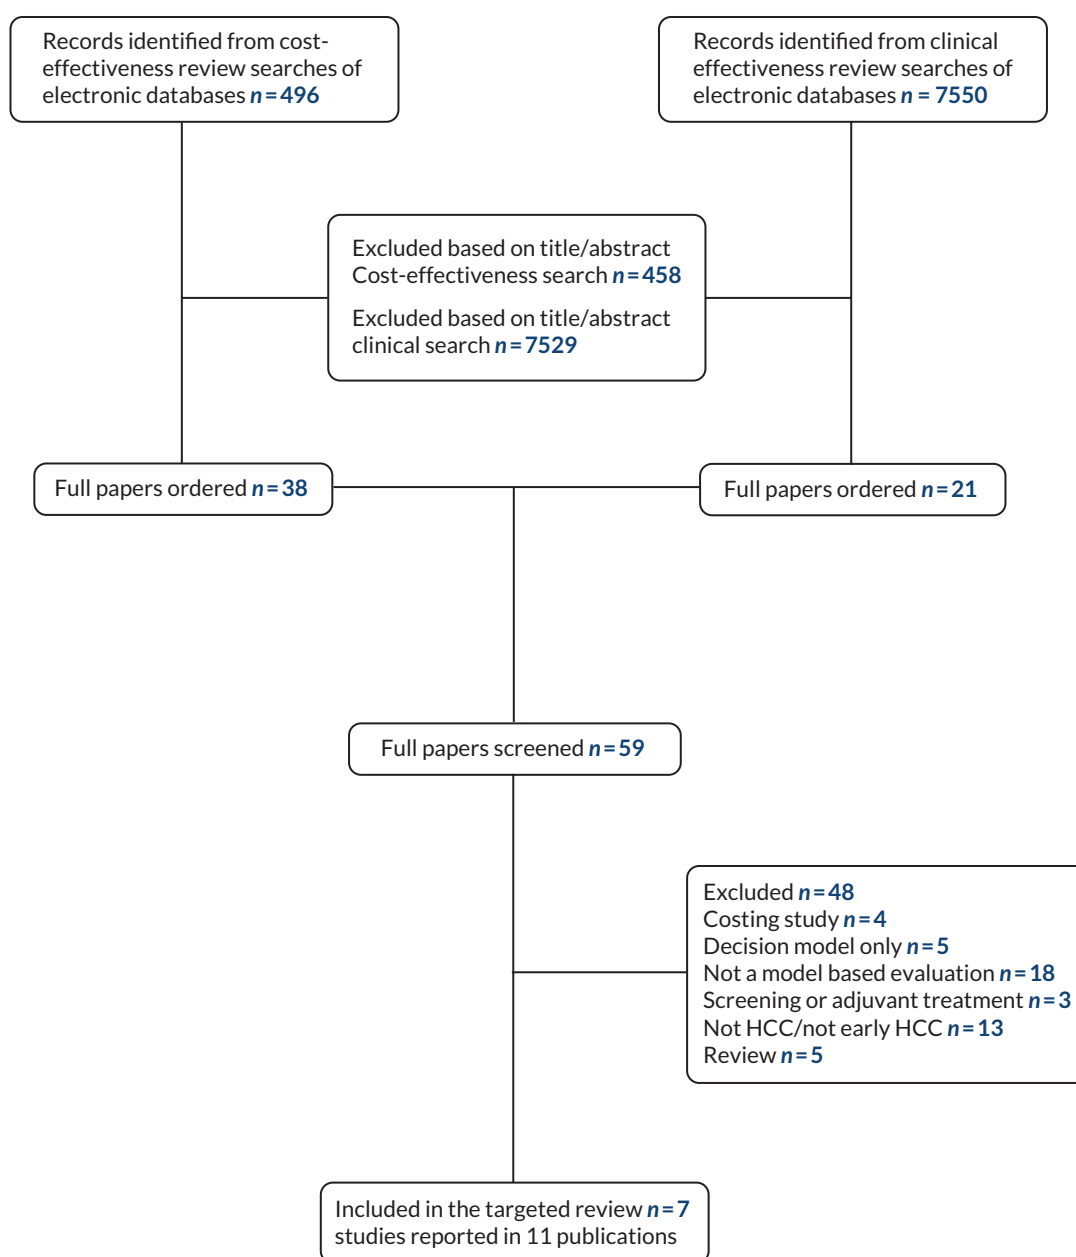 Records identified from cost-
effectiveness review searches of
electronic databases n=496
Records identified from clinical
effectiveness review searches of
electronic databases n = 7550
Excluded based on title/abstract
Cost-effectiveness search n=458
Excluded based on title/abstract
clinical search n=7529
Full papers ordered n=38
Full papers ordered n=21
Full papers screened n=59
Excluded n=48
Costing study n=4
Decision model only n=5
Not a model based evaluation n=18
Screening or adjuvant treatment n=3
Not HCC/not early HCC n=13
Review n=5
Included in the targeted review n=7
studies reported in 11 publications